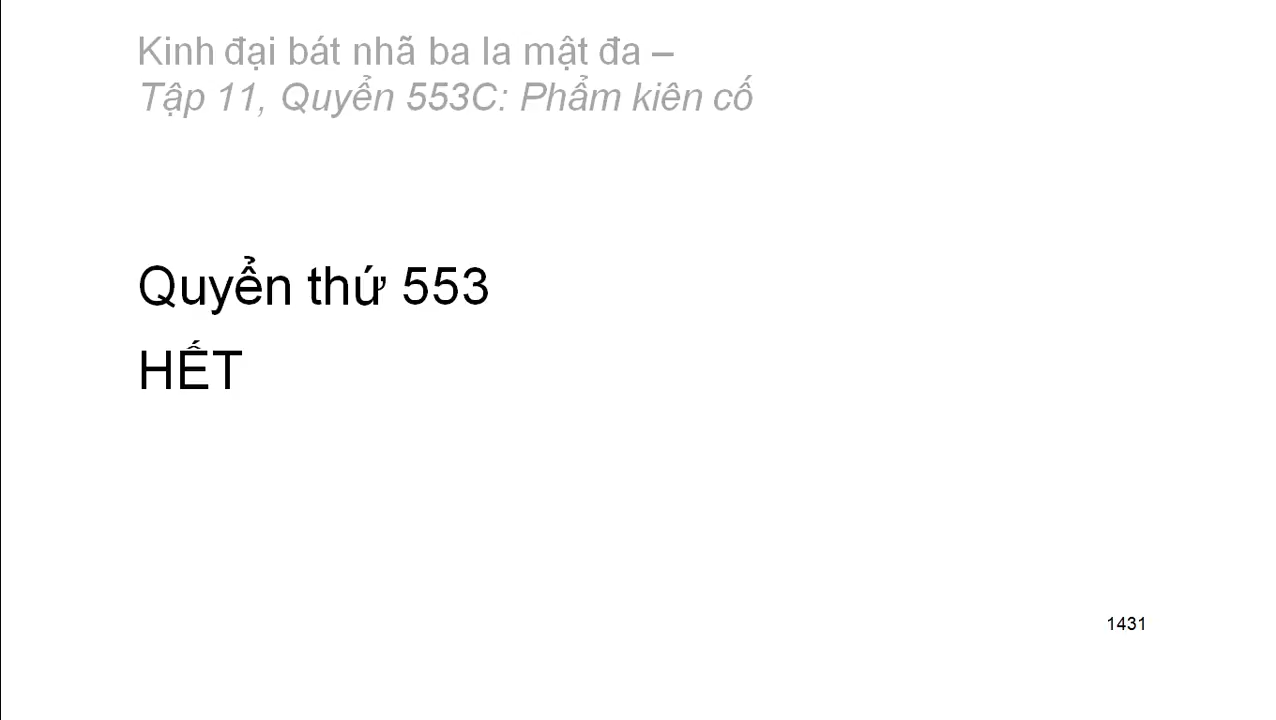 Kinh đại bát nhã ba la mật đa –
Tập 11, Quyển 553C: Phẩm kiên cố
Quyển thứ 553
HẾT
1431